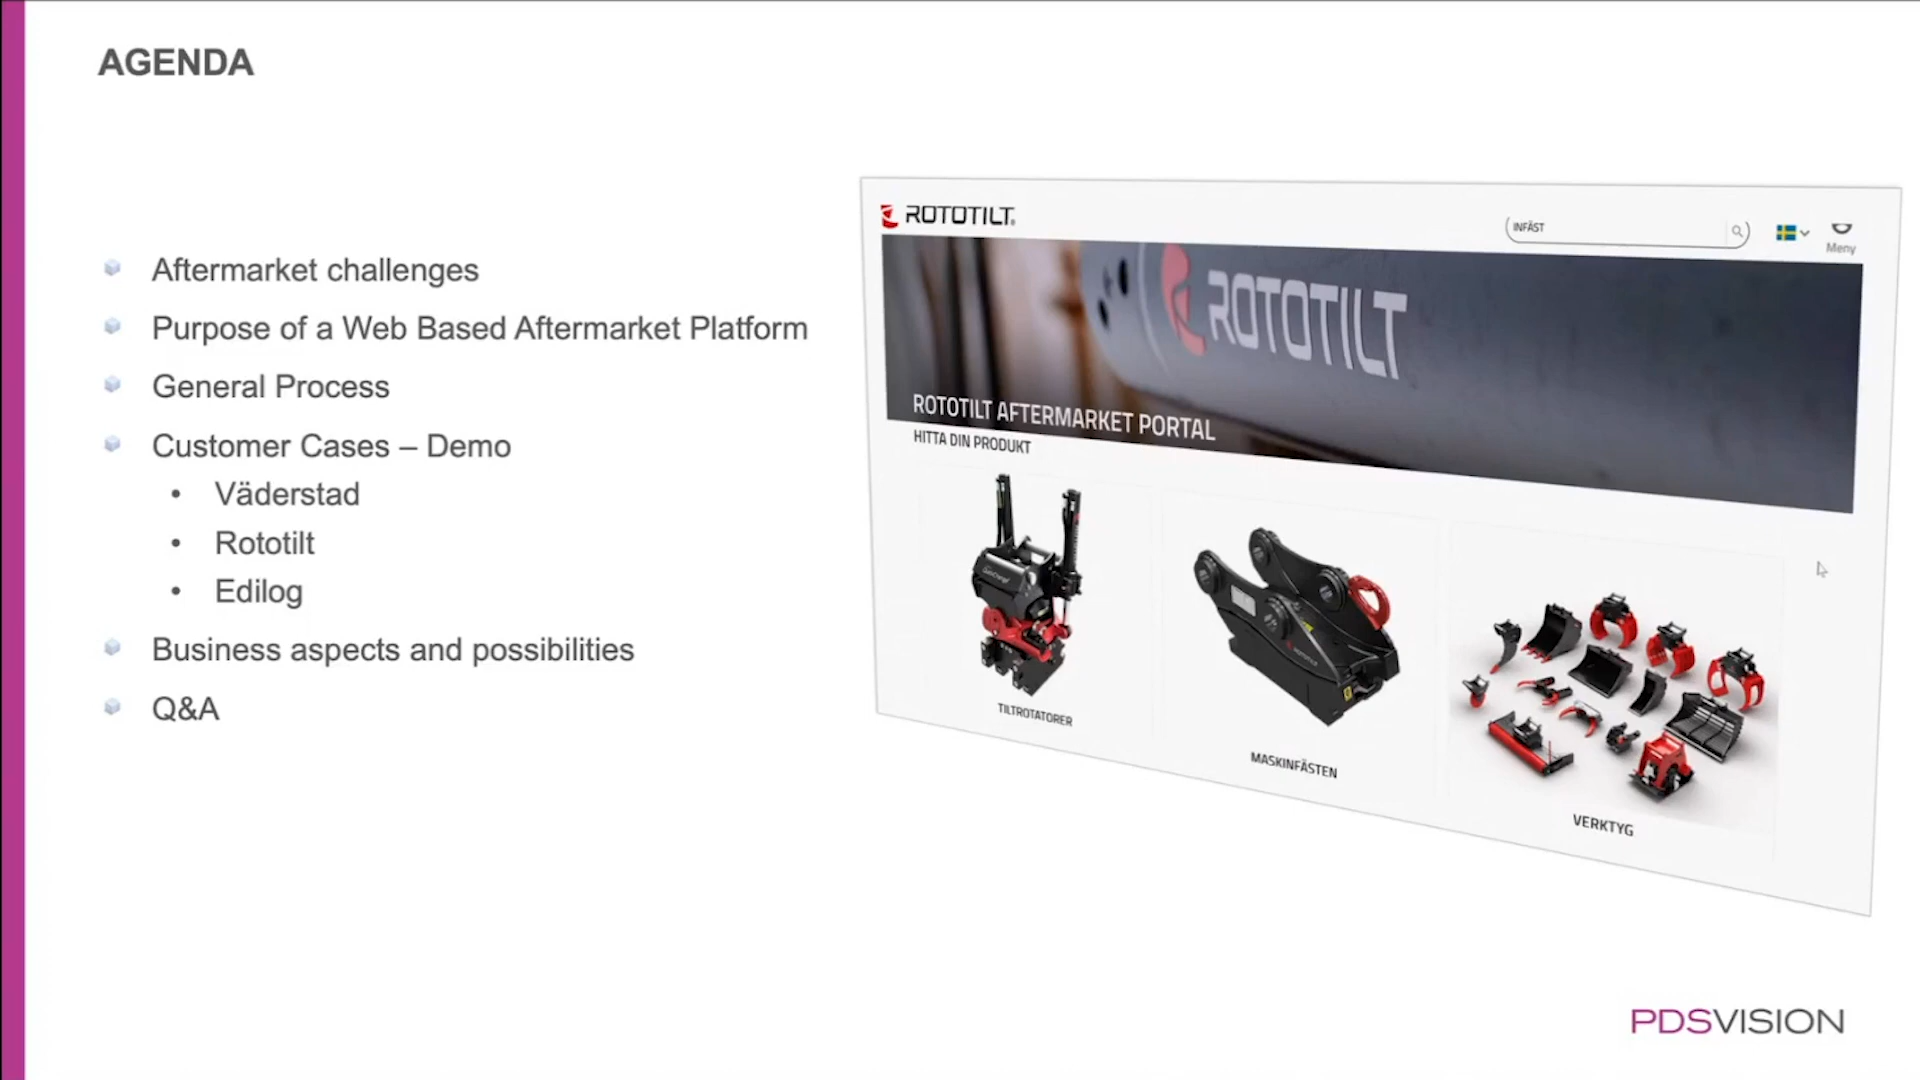 AGENDA
Aftermarket challenges
Purpose of a Web Based Aftermarket Platform
General Process
Customer Cases – Demo
• Väderstad
• Rototilt
• Edilog
Business aspects and possibilities
Q&A
ROTOTILT®
INFÄST
Meny
ROTOTILT
ROTOTILT AFTERMARKET PORTAL
HITTA DIN PRODUKT
TILTROTATORER
MASKINFÄSTEN
VERKTYG
PDSVISION